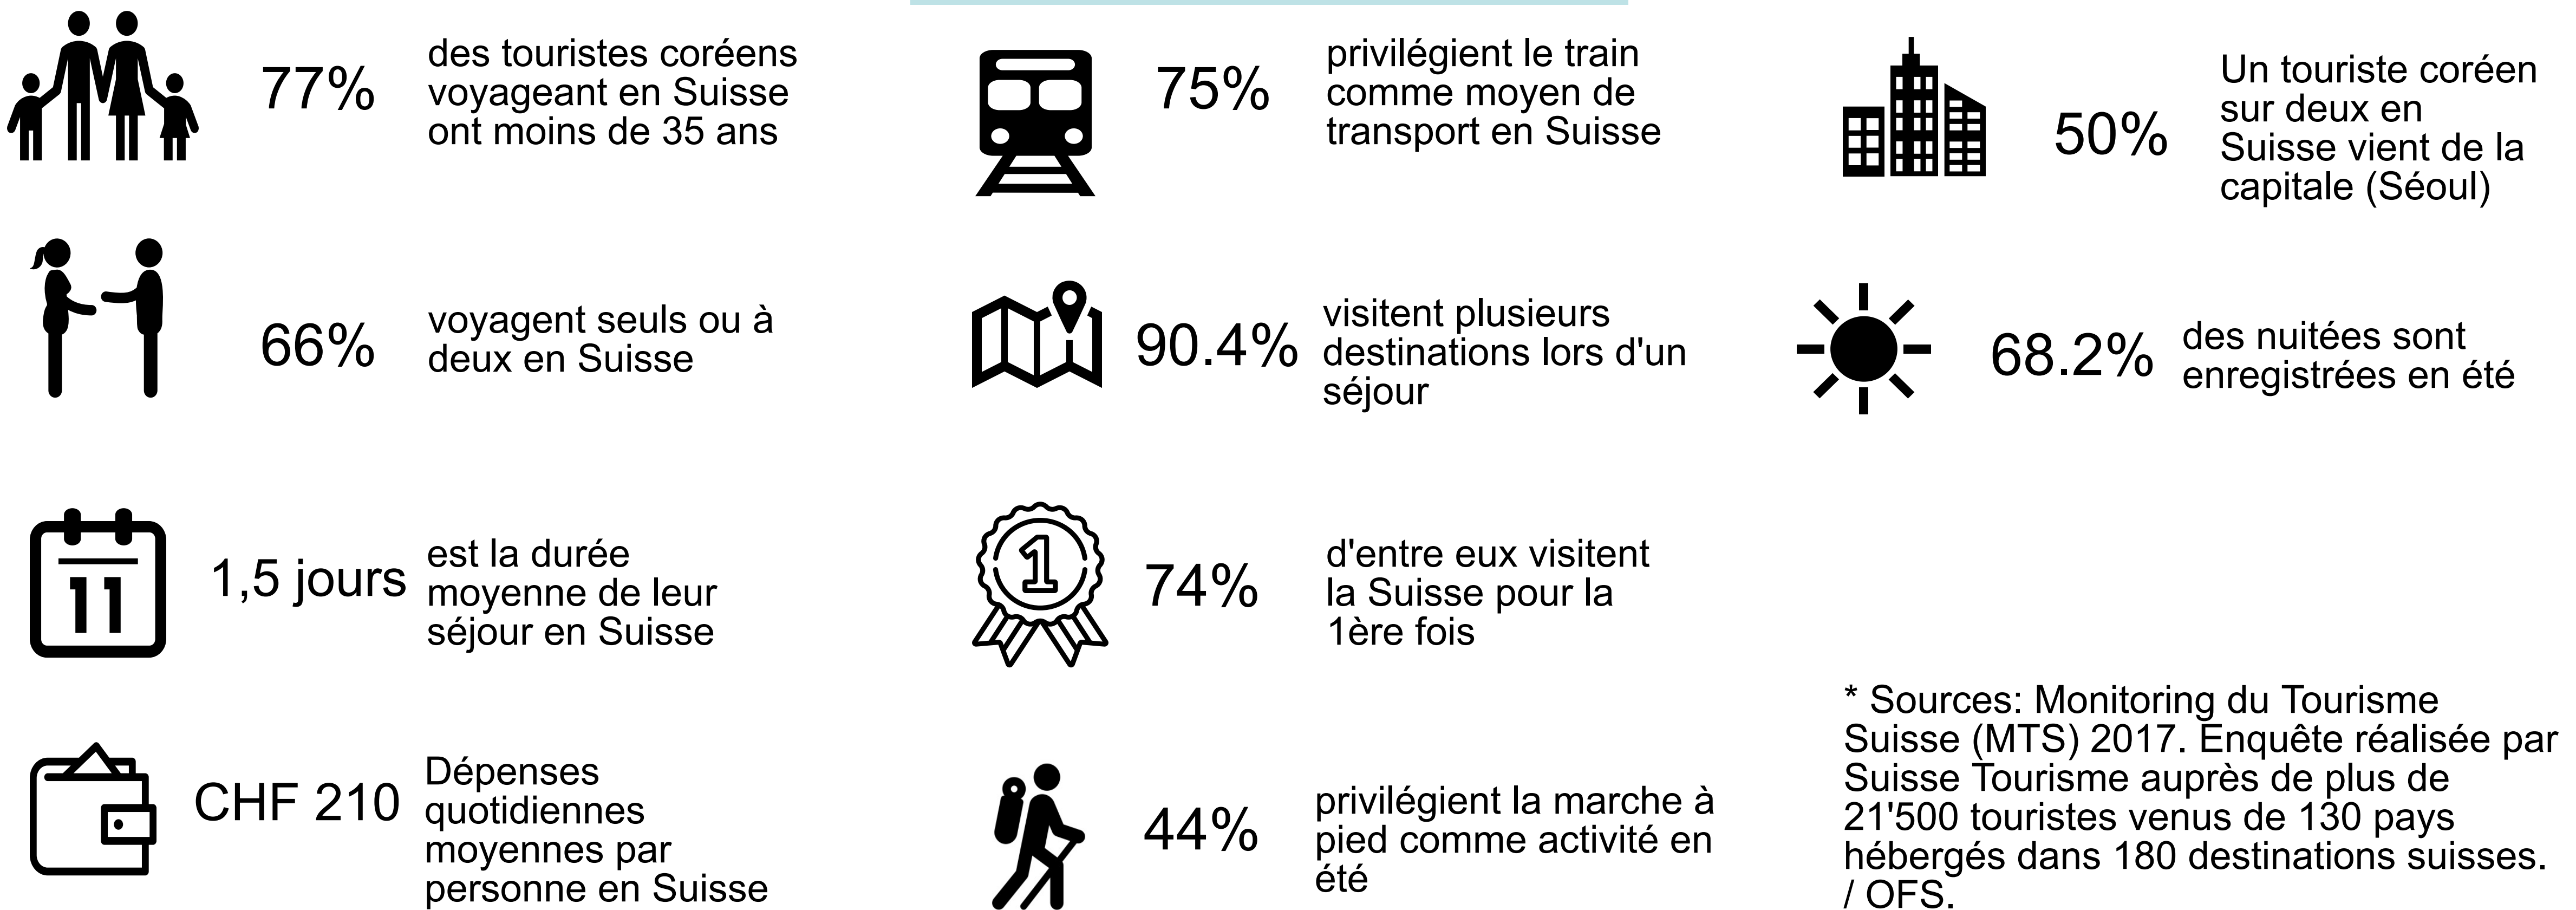 77%
des touristes coréens
voyageant en Suisse
ont moins de 35 ans
75%
privilégient le train
comme moyen de
transport en Suisse
50%
Un touriste coréen
sur deux en
Suisse vient de la
capitale (Séoul)
66%
voyagent seuls ou à
deux en Suisse
90.4%
visitent plusieurs
destinations lors d'un
séjour
68.2%
des nuitées sont
enregistrées en été
11
1,5 jours
est la durée
moyenne de leur
séjour en Suisse
1
74%
d'entre eux visitent
la Suisse pour la
1ère fois
CHF 210
Dépenses
quotidiennes
moyennes par
personne en Suisse
44%
privilégient la marche à
pied comme activité en
été
* Sources: Monitoring du Tourisme
Suisse (MTS) 2017. Enquête réalisée par
Suisse Tourisme auprès de plus de
21'500 touristes venus de 130 pays
hébergés dans 180 destinations suisses.
/ OFS.